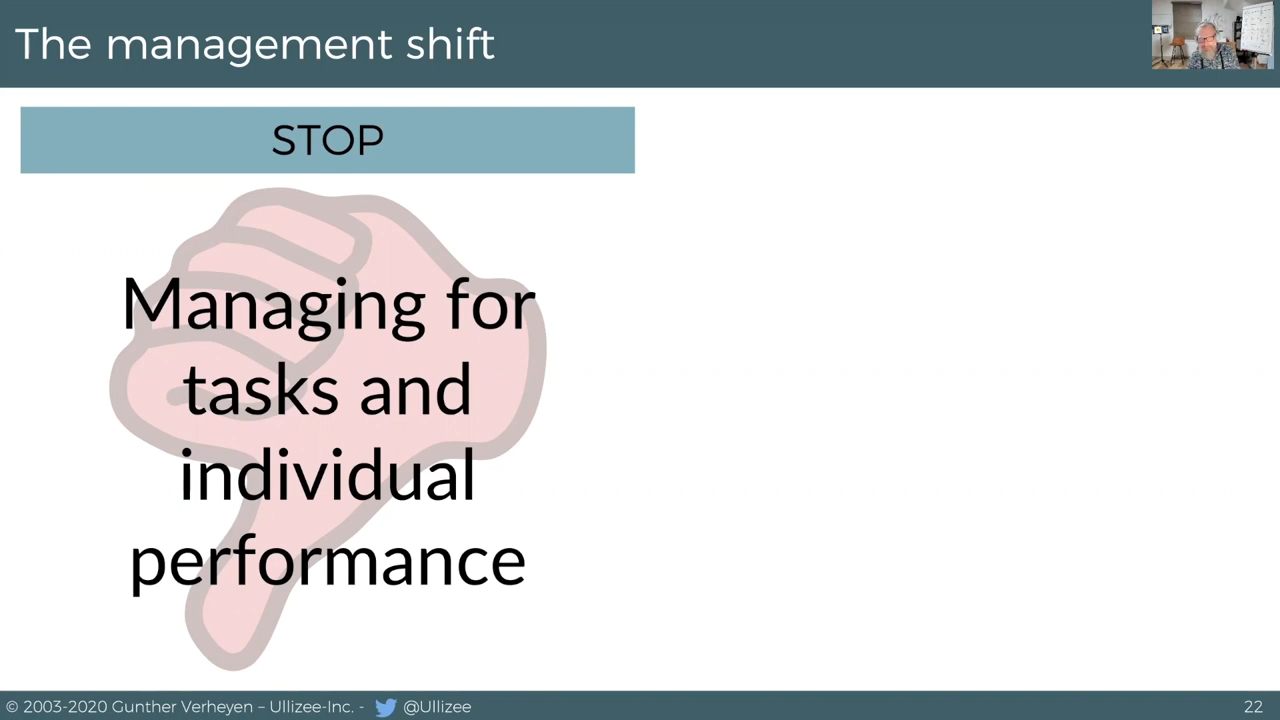 The management shift
STOP
Managing for
tasks and
individual
performance
© 2003-2020 Gunther Verheyen – Ullizee-Inc. - @Ullizee
22